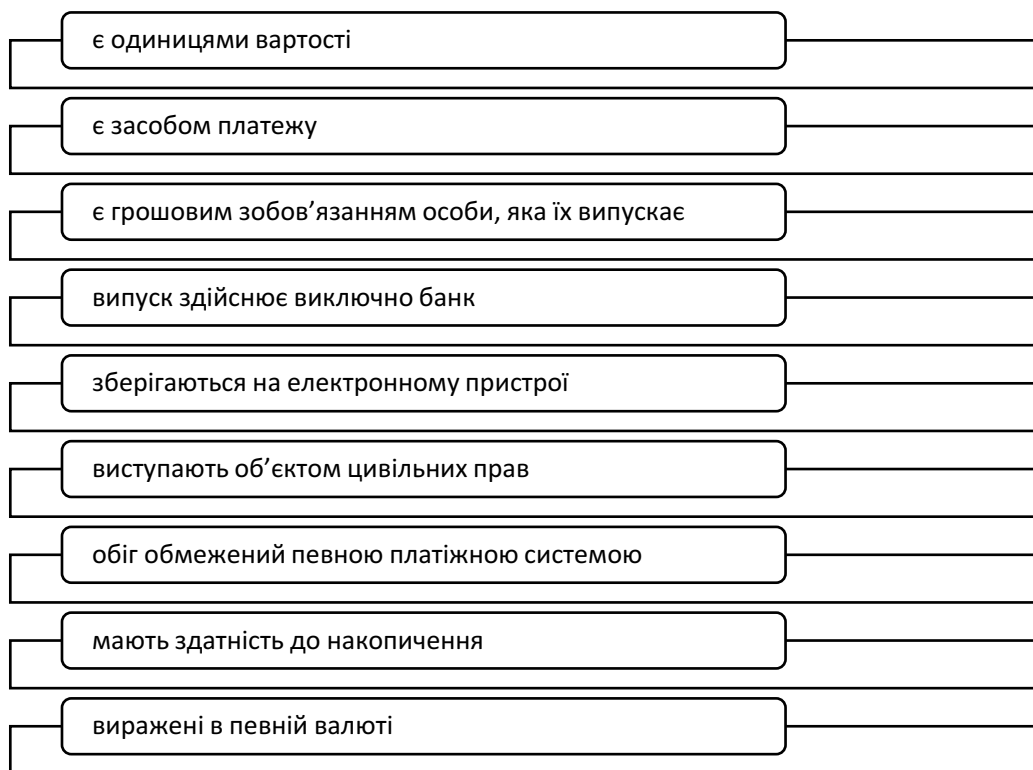 є одиницями вартості
є засобом платежу
є грошовим зобов’язанням особи, яка їх випускає
випуск здійснює виключно банк
зберігаються на електронному пристрої
виступають об’єктом цивільних прав
обіг обмежений певною платіжною системою
мають здатність до накопичення
виражені в певній валюті